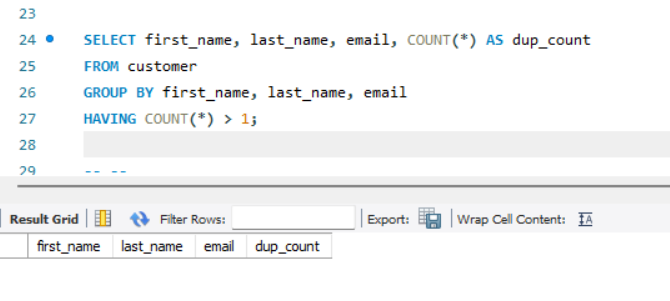 23
24 SELECT first_name, last_name, email, COUNT(*) AS dup_count
25 FROM customer
26 GROUP BY first_name, last_name, email
27 HAVING COUNT(*) > 1;
28
29 -- --
Result Grid Filter Rows: Export: Wrap Cell Content: IA
first_name last_name email dup_count